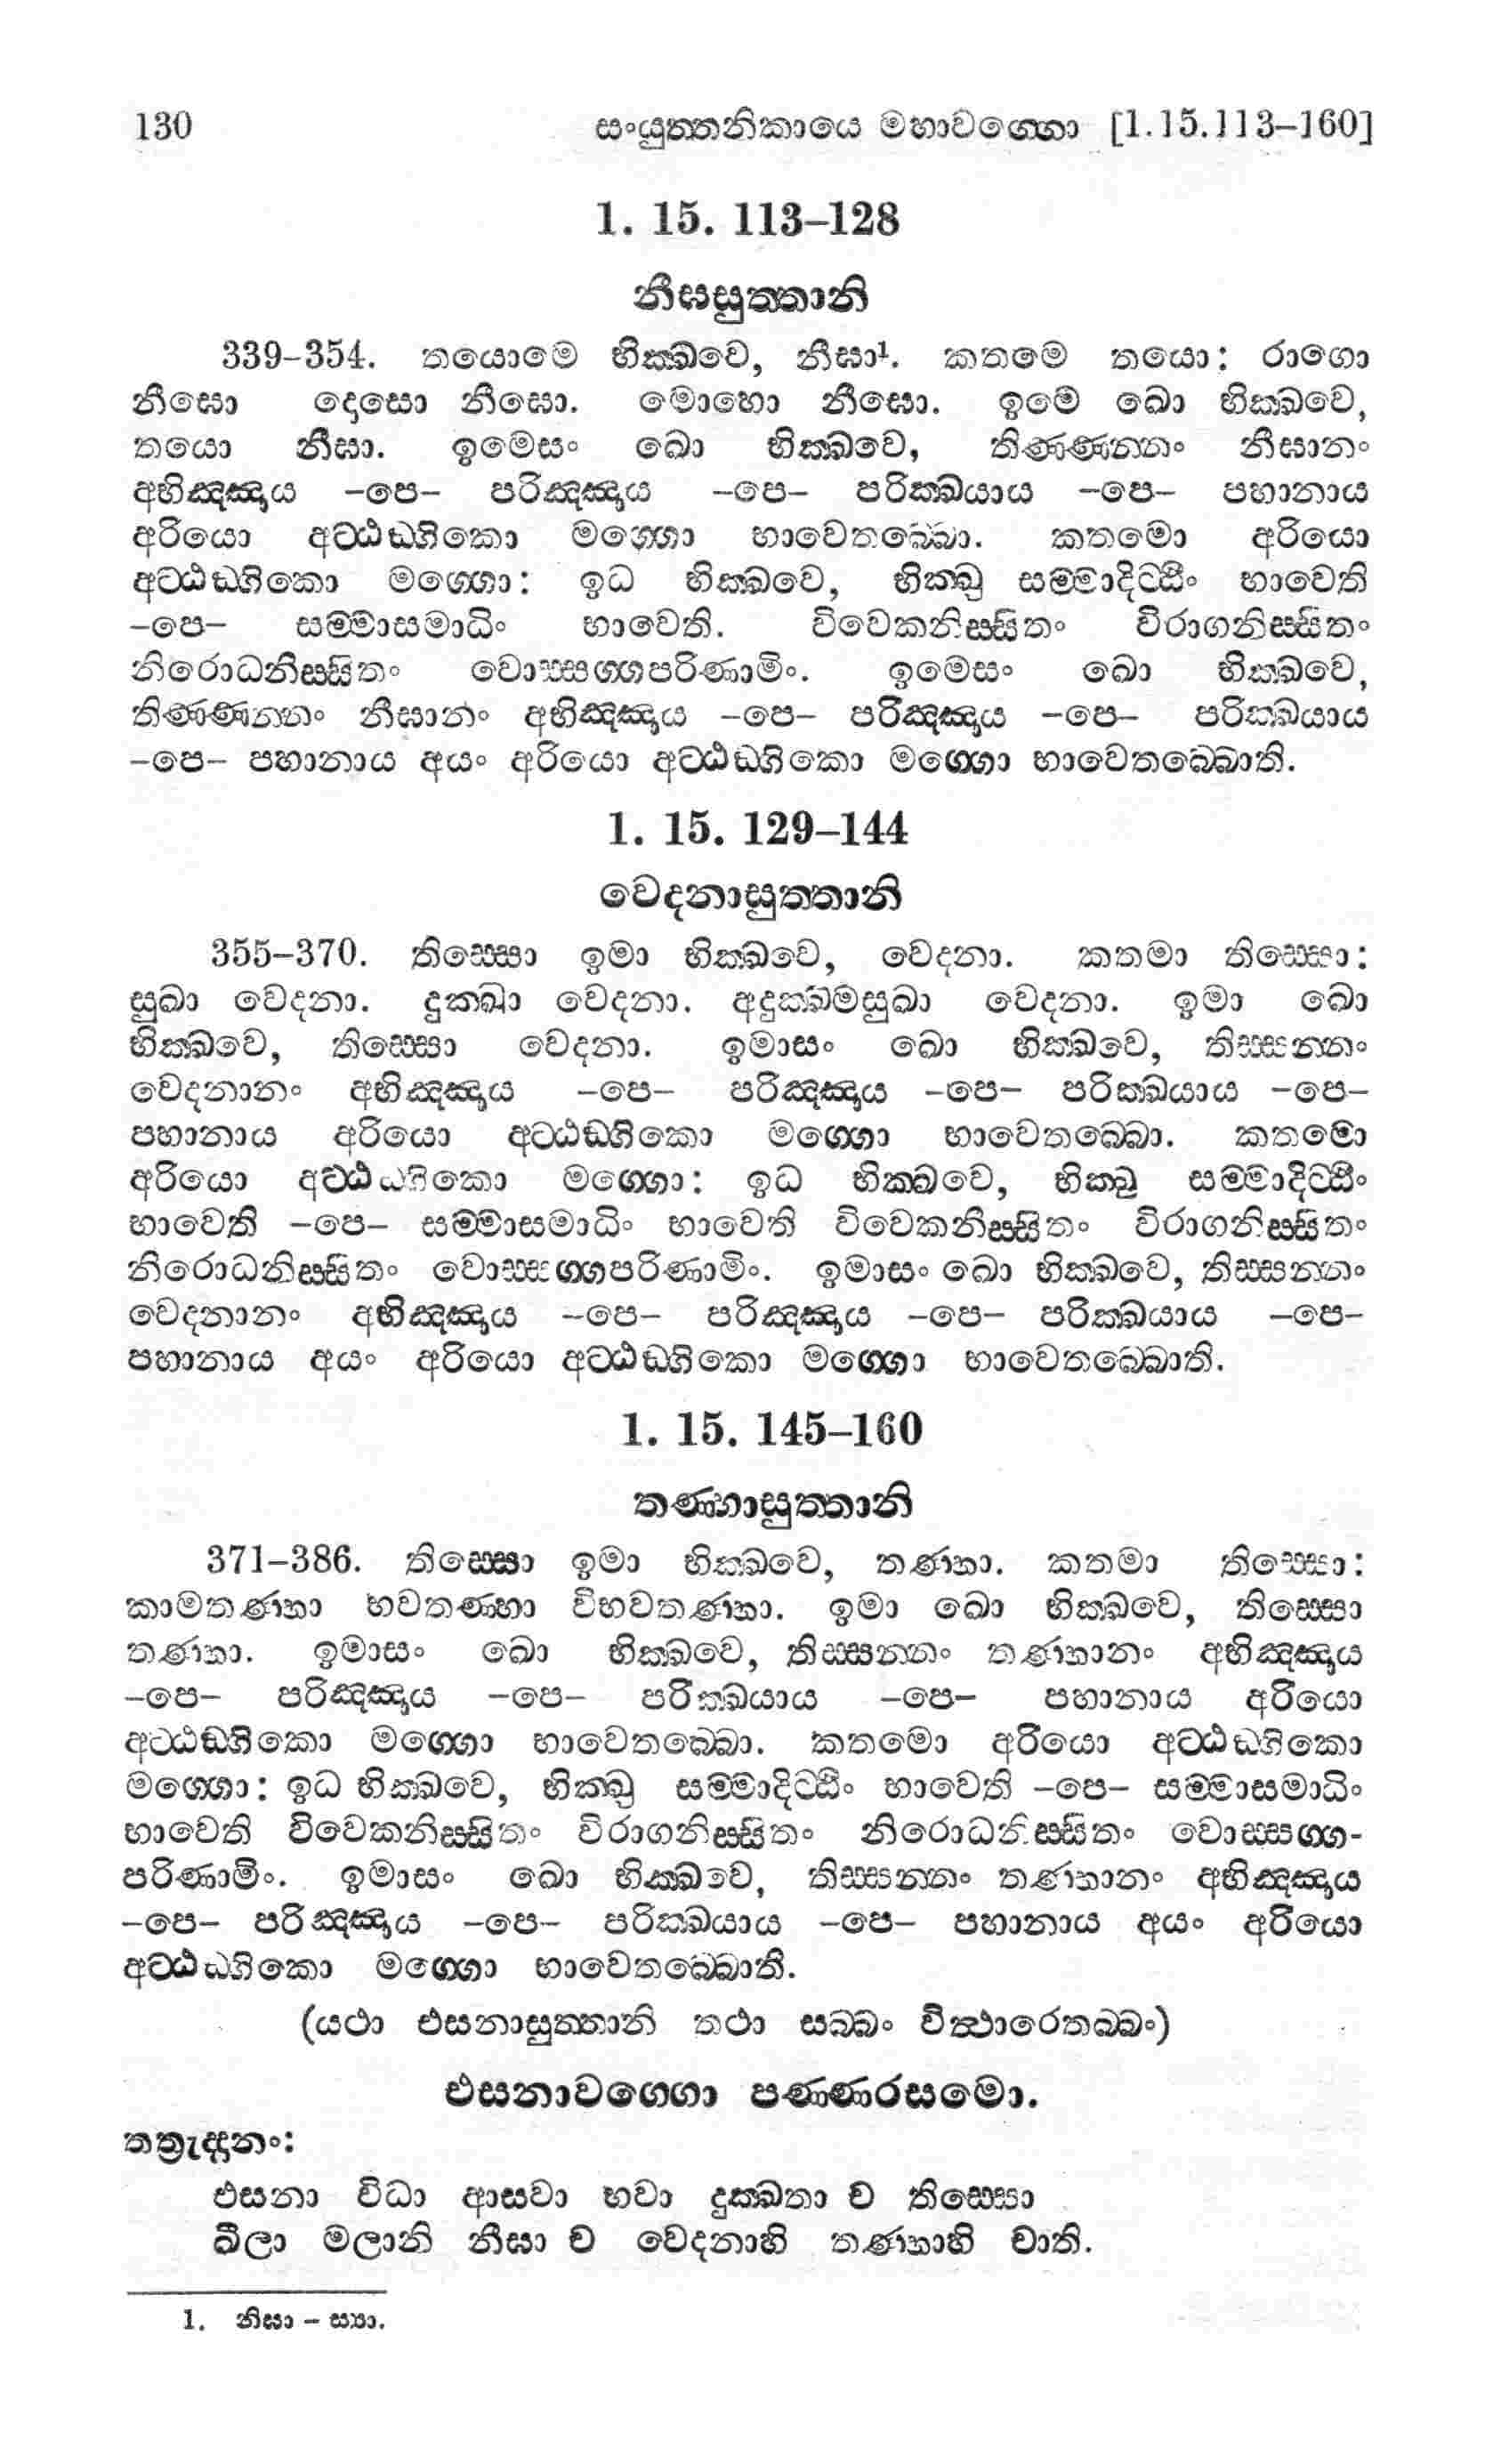 130 සංයුත්තනිකායෙ මහාවග්ගො [1.15.113–160]
1. 15. 113–128
නීඝසුත්තානි
339–354. තයොමෙ භික්ඛවෙ, නීඝා¹. කතමෙ තයො: රාගො
නීඝො දොසො නීඝො. මොහො නීඝො. ඉමෙ ඛො භික්ඛවෙ,
තයො නීඝා. ඉමෙසං ඛො භික්ඛවෙ, තිණ්ණන්නං නීඝානං
අභිඤ්ඤාය –පෙ– පරිඤ්ඤාය –පෙ– පරික්ඛයාය –පෙ– පහානාය
අරියො අට්ඨඞ්ගිකො මග්ගො භාවෙතබ්බො. කතමො අරියො
අට්ඨඞ්ගිකො මග්ගො: ඉධ භික්ඛවෙ, භික්ඛු සම්මාදිට්ඨිං භාවෙති
–පෙ– සම්මාසමාධිං භාවෙති. විවෙකනිස්සිතං විරාගනිස්සිතං
නිරොධනිස්සිතං වොස්සග්ගපරිණාමිං. ඉමෙසං ඛො භික්ඛවෙ,
තිණ්ණන්නං නීඝානං අභිඤ්ඤාය –පෙ– පරිඤ්ඤාය –පෙ– පරික්ඛයාය
–පෙ– පහානාය අයං අරියො අට්ඨඞ්ගිකො මග්ගො භාවෙතබ්බොති.
1. 15. 129–144
වෙදනාසුත්තානි
355–370. තිස්සො ඉමා භික්ඛවෙ, වෙදනා. කතමා තිස්සො:
සුඛා වෙදනා. දුක්ඛා වෙදනා. අදුක්ඛමසුඛා වෙදනා. ඉමා ඛො
භික්ඛවෙ, තිස්සො වෙදනා. ඉමාසං ඛො භික්ඛවෙ, තිස්සන්නං
වෙදනානං අභිඤ්ඤාය –පෙ– පරිඤ්ඤාය –පෙ– පරික්ඛයාය –පෙ–
පහානාය අරියො අට්ඨඞ්ගිකො මග්ගො භාවෙතබ්බො. කතමො
අරියො අට්ඨඞ්ගිකො මග්ගො: ඉධ භික්ඛවෙ, භික්ඛු සම්මාදිට්ඨිං
භාවෙති –පෙ– සම්මාසමාධිං භාවෙති විවෙකනිස්සිතං විරාගනිස්සිතං
නිරොධනිස්සිතං වොස්සග්ගපරිණාමිං. ඉමාසං ඛො භික්ඛවෙ, තිස්සන්නං
වෙදනානං අභිඤ්ඤාය –පෙ– පරිඤ්ඤාය –පෙ– පරික්ඛයාය –පෙ–
පහානාය අයං අරියො අට්ඨඞ්ගිකො මග්ගො භාවෙතබ්බොති.
1. 15. 145–160
තණ්හාසුත්තානි
371–386. තිස්සො ඉමා භික්ඛවෙ, තණ්හා. කතමා තිස්සො:
කාමතණ්හා භවතණ්හා විභවතණ්හා. ඉමා ඛො භික්ඛවෙ, තිස්සො
තණ්හා. ඉමාසං ඛො භික්ඛවෙ, තිස්සන්නං තණ්හානං අභිඤ්ඤාය
–පෙ– පරිඤ්ඤාය –පෙ– පරික්ඛයාය –පෙ– පහානාය අරියො
අට්ඨඞ්ගිකො මග්ගො භාවෙතබ්බො. කතමො අරියො අට්ඨඞ්ගිකො
මග්ගො: ඉධ භික්ඛවෙ, භික්ඛු සම්මාදිට්ඨිං භාවෙති –පෙ– සම්මාසමාධිං
භාවෙති විවෙකනිස්සිතං විරාගනිස්සිතං නිරොධනිස්සිතං වොස්සග්ග-
පරිණාමිං. ඉමාසං ඛො භික්ඛවෙ, තිස්සන්නං තණ්හානං අභිඤ්ඤාය
–පෙ– පරිඤ්ඤාය –පෙ– පරික්ඛයාය –පෙ– පහානාය අයං අරියො
අට්ඨඞ්ගිකො මග්ගො භාවෙතබ්බොති.
(යථා එසනාසුත්තානි තථා සබ්බං විත්ථාරෙතබ්බං)
එසනාවග්ගො පණ්ණරසමො.
තත්‍රුද්දානං:
එසනා විධා ආසවා භවා දුක්ඛතා ච තිස්සො
ඛීලා මලානි නීඝා ච වෙදනාහි තණ්හාහි චාති.
1. නිඝා – ස්‍යා.